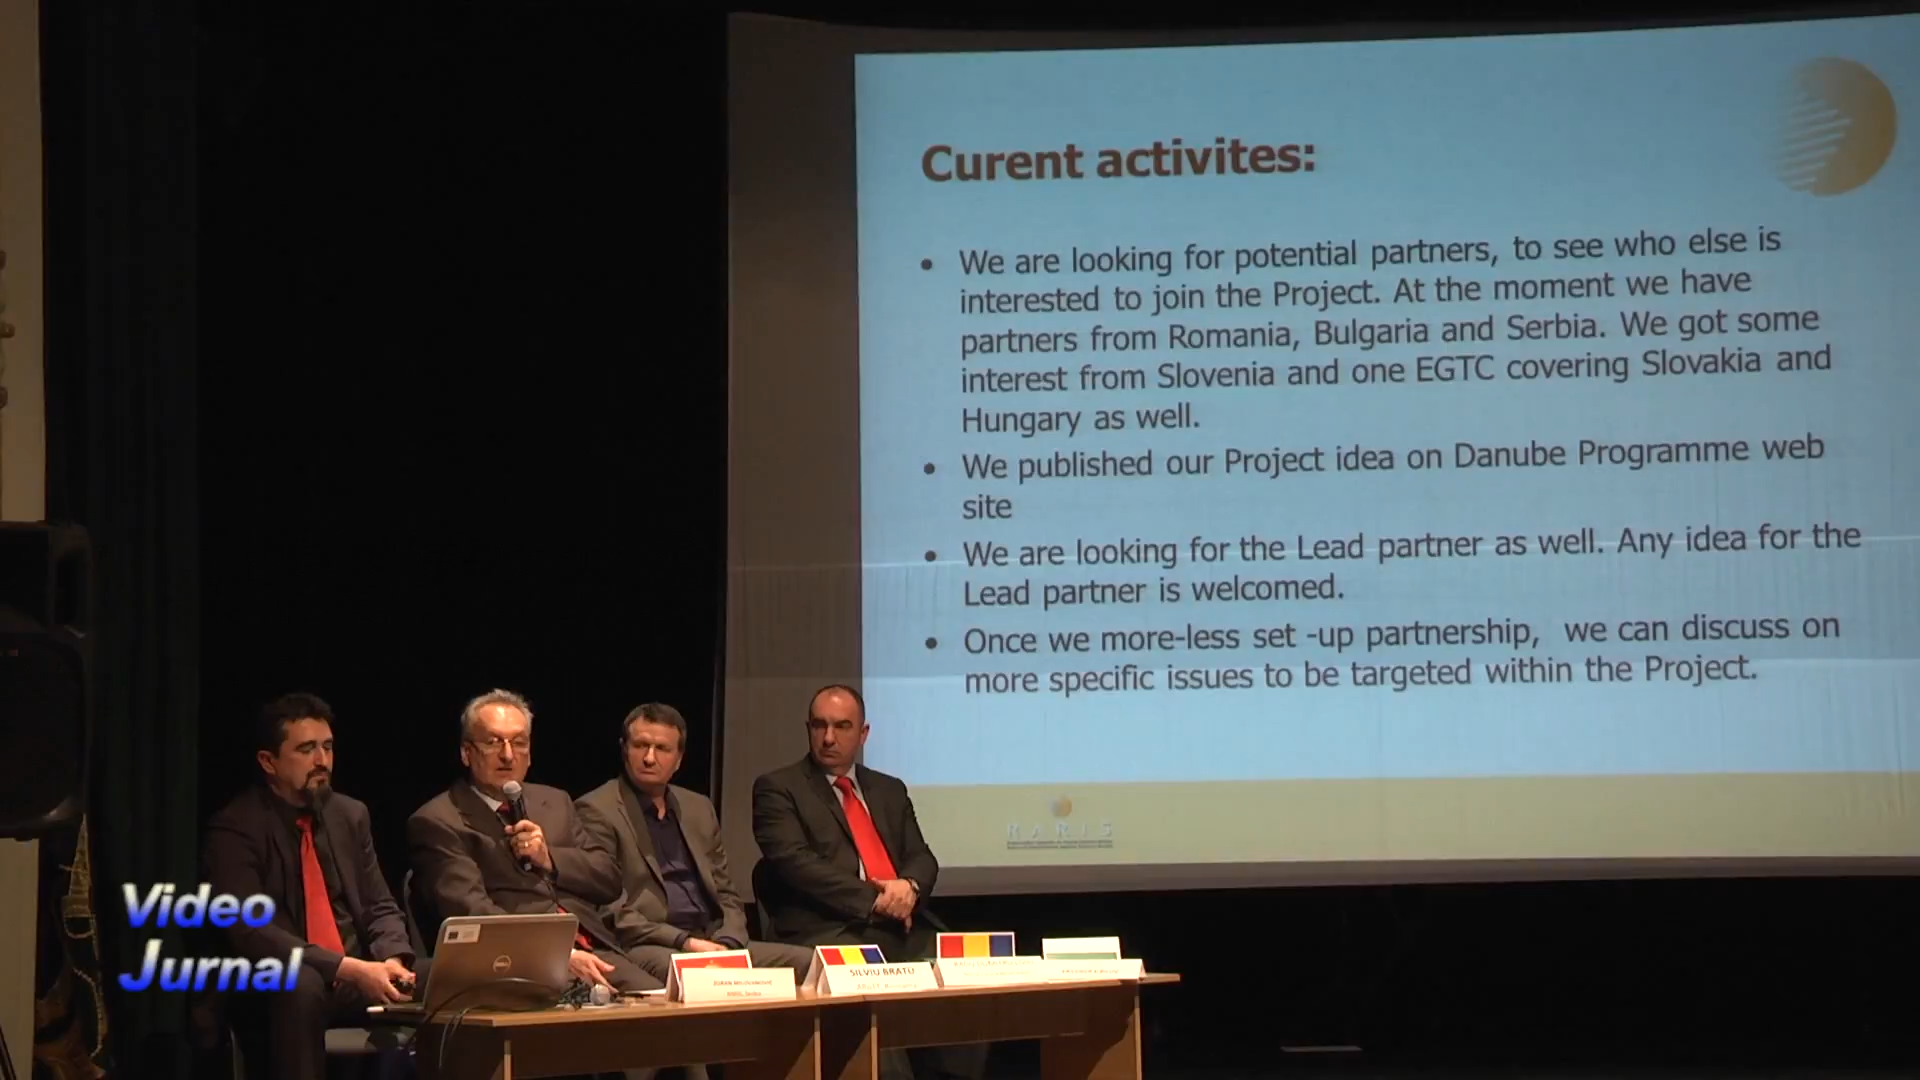 Curent activites:
• We are looking for potential partners, to see who else is
interested to join the Project. At the moment we have
partners from Romania, Bulgaria and Serbia. We got some
interest from Slovenia and one EGTC covering Slovakia and
Hungary as well.
• We published our Project idea on Danube Programme web
site
• We are looking for the Lead partner as well. Any idea for the
Lead partner is welcomed.
• Once we more-less set -up partnership, we can discuss on
more specific issues to be targeted within the Project.
RARIS
SILVIU BRATU
DELL
Video
Jurnal